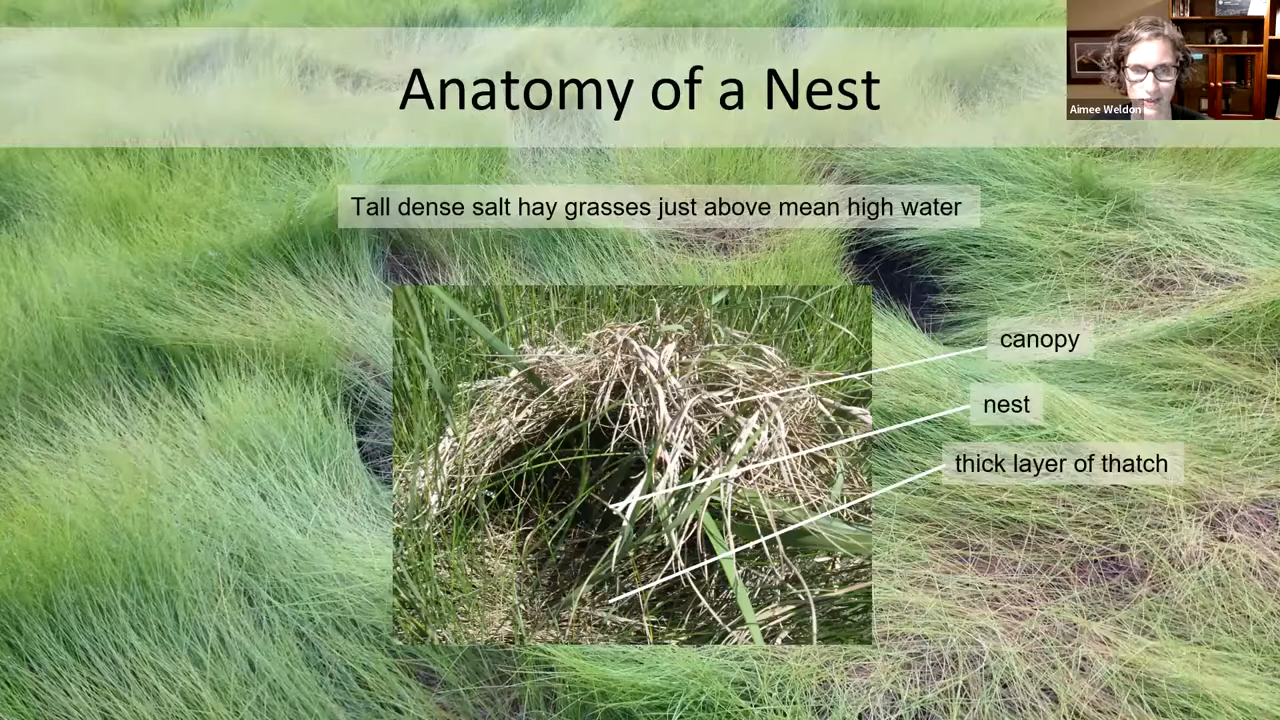 Anatomy of a Nest
Aimee Weldon
Tall dense salt hay grasses just above mean high water
canopy
nest
thick layer of thatch